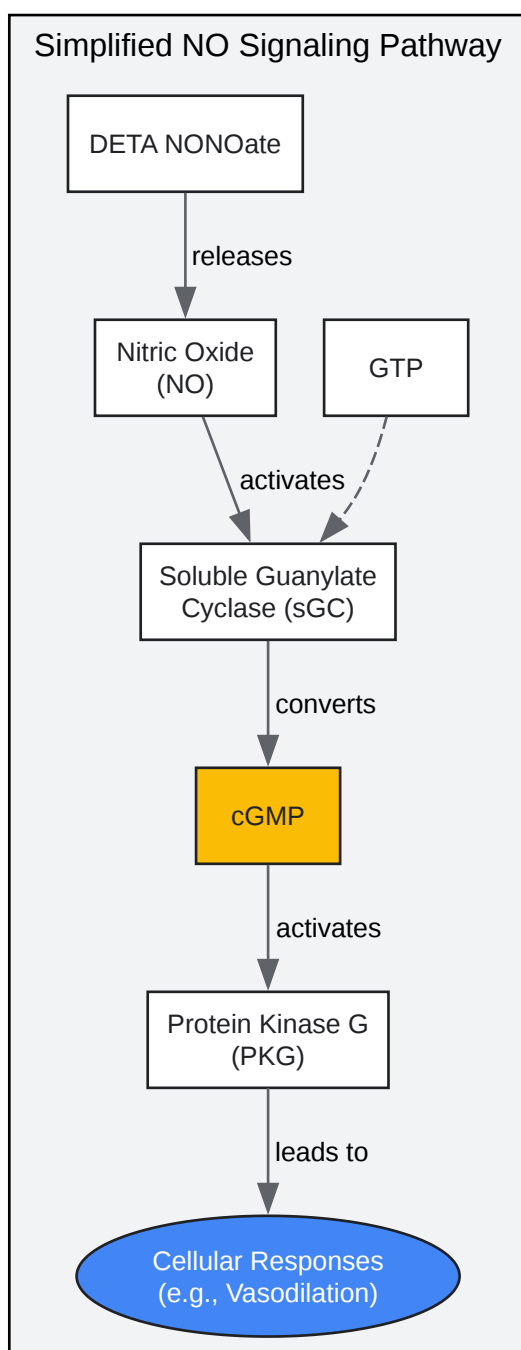 Simplified NO Signaling Pathway
DETA NONOate
releases
Nitric Oxide
(NO)
GTP
activates
Soluble Guanylate
Cyclase (sGC)
converts
cGMP
activates
Protein Kinase G
(PKG)
leads to
Cellular Responses
(e.g., Vasodilation)